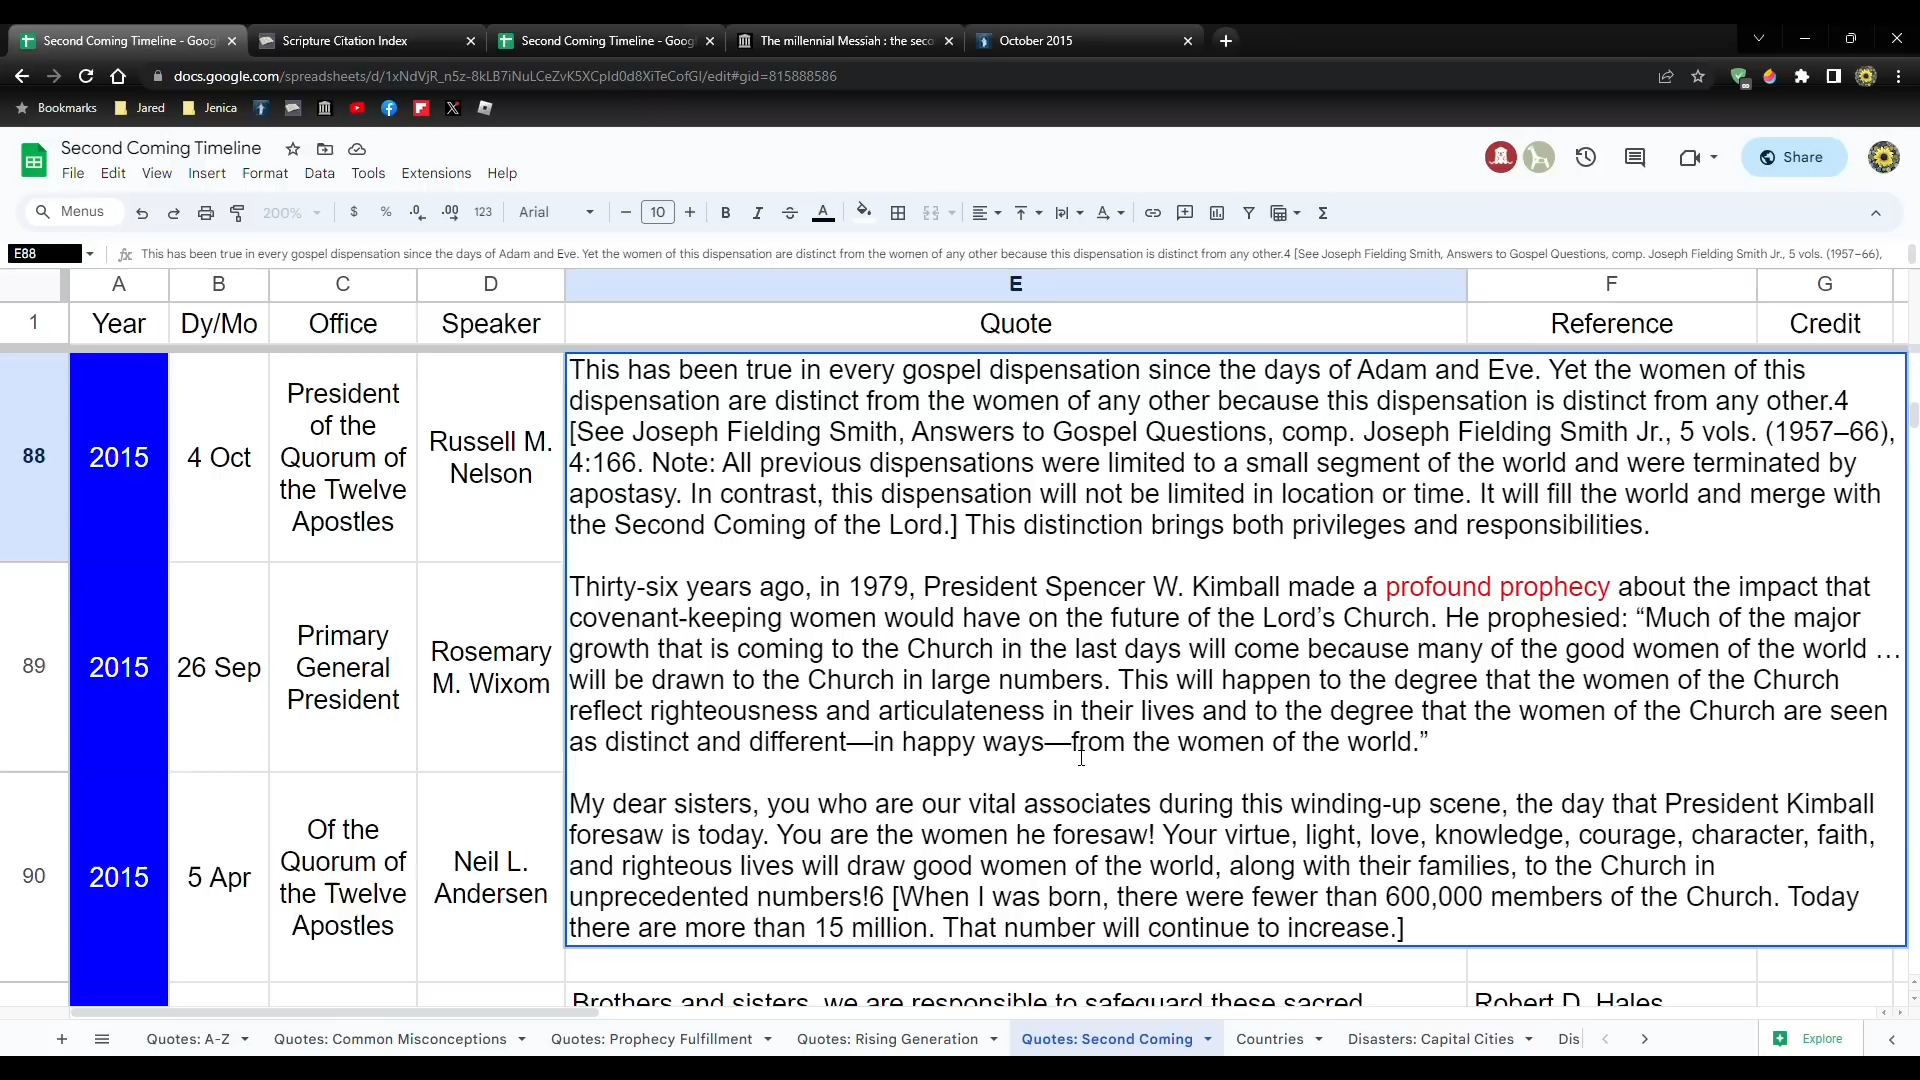 Second Coming Timeline - Goog
Scripture Citation Index
Second Coming Timeline - Goog
The millennial Messiah : the seco
October 2015
docs.google.com/spreadsheets/d/1xNdVjR_n5z-8kLB7iNuLCeZvK5XCpId0d8XiTeCofGI/edit#gid=815888586
Bookmarks
Jared
Jenica
Second Coming Timeline
File Edit View Insert Format Data Tools Extensions Help
Share
Menus
200%
$ % .0 .00 123
Arial
10
E88
This has been true in every gospel dispensation since the days of Adam and Eve. Yet the women of this dispensation are distinct from the women of any other because this dispensation is distinct from any other.4 [See Joseph Fielding Smith, Answers to Gospel Questions, comp. Joseph Fielding Smith Jr., 5 vols. (1957–66),
A B C D E F G
1 Year Dy/Mo Office Speaker Quote Reference Credit
88
2015
4 Oct
President
of the
Quorum of
the Twelve
Apostles
Russell M.
Nelson
This has been true in every gospel dispensation since the days of Adam and Eve. Yet the women of this
dispensation are distinct from the women of any other because this dispensation is distinct from any other.4
[See Joseph Fielding Smith, Answers to Gospel Questions, comp. Joseph Fielding Smith Jr., 5 vols. (1957–66),
4:166. Note: All previous dispensations were limited to a small segment of the world and were terminated by
apostasy. In contrast, this dispensation will not be limited in location or time. It will fill the world and merge with
the Second Coming of the Lord.] This distinction brings both privileges and responsibilities.
Thirty-six years ago, in 1979, President Spencer W. Kimball made a profound prophecy about the impact that
covenant-keeping women would have on the future of the Lord’s Church. He prophesied: “Much of the major
growth that is coming to the Church in the last days will come because many of the good women of the world …
will be drawn to the Church in large numbers. This will happen to the degree that the women of the Church
reflect righteousness and articulateness in their lives and to the degree that the women of the Church are seen
as distinct and different—in happy ways—from the women of the world.”
My dear sisters, you who are our vital associates during this winding-up scene, the day that President Kimball
foresaw is today. You are the women he foresaw! Your virtue, light, love, knowledge, courage, character, faith,
and righteous lives will draw good women of the world, along with their families, to the Church in
unprecedented numbers!6 [When I was born, there were fewer than 600,000 members of the Church. Today
there are more than 15 million. That number will continue to increase.]
89
2015
26 Sep
Primary
General
President
Rosemary
M. Wixom
90
2015
5 Apr
Of the
Quorum of
the Twelve
Apostles
Neil L.
Andersen
Brothers and sisters, we are responsible to safeguard these sacred
Robert D. Hales
Quotes: A-Z
Quotes: Common Misconceptions
Quotes: Prophecy Fulfillment
Quotes: Rising Generation
Quotes: Second Coming
Countries
Disasters: Capital Cities
Dis
Explore